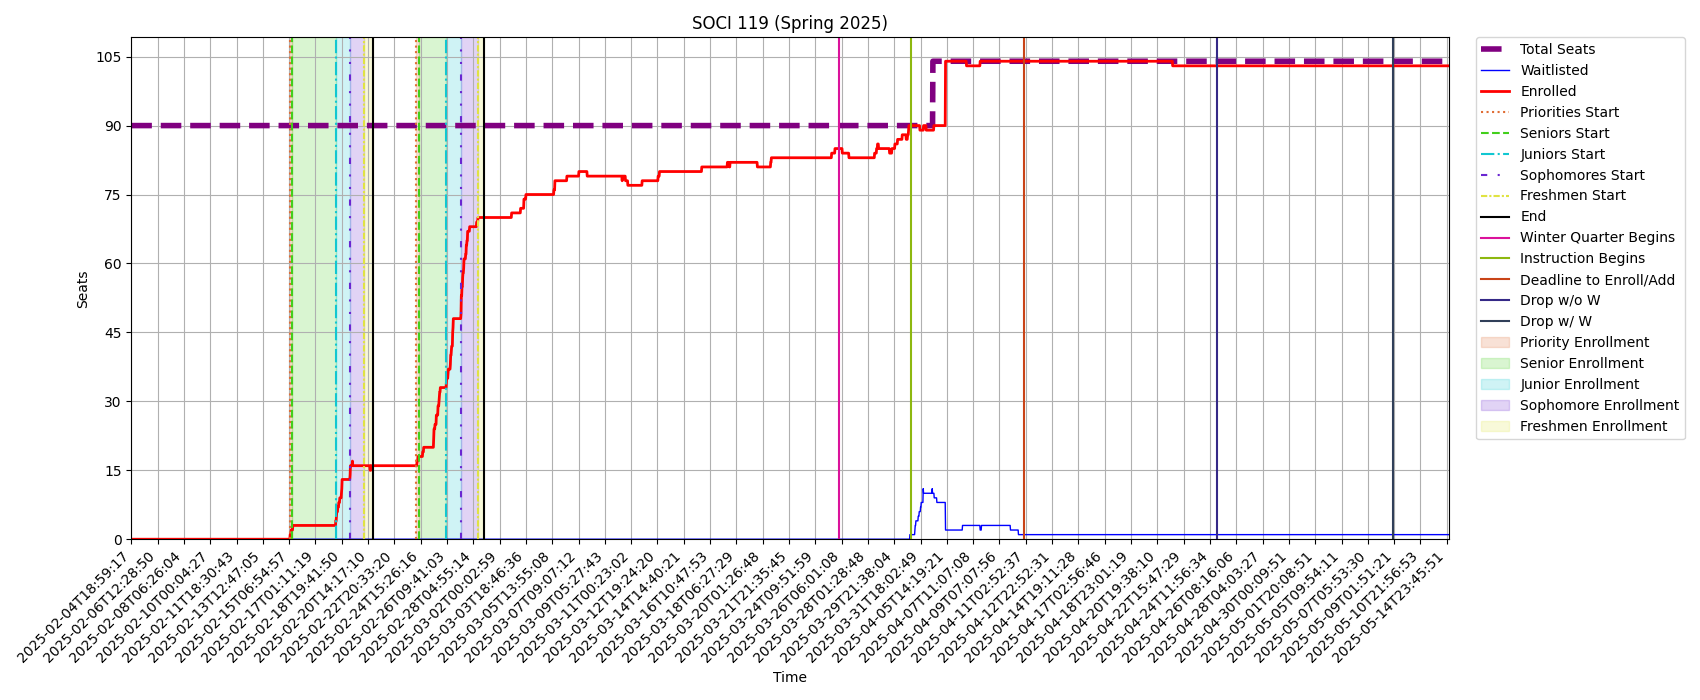 SOCI 119 (Spring 2025)
Seats
105
90
75
60
45
30
15
0
2025-02-04T18:59:17
2025-02-06T12:28:50
2025-02-08T06:26:04
2025-02-10T00:04:27
2025-02-11T18:30:43
2025-02-13T12:47:05
2025-02-15T06:54:57
2025-02-17T01:11:19
2025-02-18T19:41:50
2025-02-20T14:17:10
2025-02-22T20:33:20
2025-02-24T15:26:16
2025-02-26T09:41:03
2025-02-28T04:55:14
2025-03-02T00:02:59
2025-03-03T18:46:36
2025-03-05T13:55:08
2025-03-07T09:07:12
2025-03-09T05:27:43
2025-03-11T00:23:02
2025-03-12T19:24:20
2025-03-14T14:40:21
2025-03-16T10:47:53
2025-03-18T06:27:29
2025-03-20T01:26:48
2025-03-21T21:35:45
2025-03-24T09:51:59
2025-03-26T06:01:08
2025-03-28T01:28:48
2025-03-29T21:38:04
2025-03-31T18:02:49
2025-04-05T14:19:21
2025-04-07T11:07:08
2025-04-09T07:07:56
2025-04-11T02:52:37
2025-04-12T22:52:31
2025-04-14T19:11:28
2025-04-17T02:56:46
2025-04-18T23:01:19
2025-04-20T19:38:10
2025-04-22T15:47:29
2025-04-24T11:56:34
2025-04-26T08:16:06
2025-04-28T04:03:27
2025-04-30T00:09:51
2025-05-01T20:08:51
2025-05-05T09:54:11
2025-05-07T05:53:30
2025-05-09T01:51:21
2025-05-10T21:56:53
2025-05-14T23:45:51
Time
Total Seats
Waitlisted
Enrolled
Priorities Start
Seniors Start
Juniors Start
Sophomores Start
Freshmen Start
End
Winter Quarter Begins
Instruction Begins
Deadline to Enroll/Add
Drop w/o W
Drop w/ W
Priority Enrollment
Senior Enrollment
Junior Enrollment
Sophomore Enrollment
Freshmen Enrollment